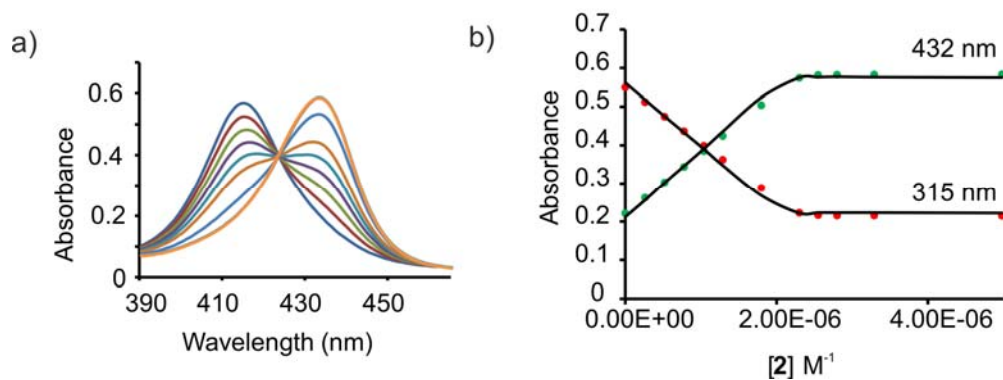 a)
Absorbance
0.6
0.4
0.2
0
390
410
430
450
Wavelength (nm)
b)
Absorbance
0.7
0.6
0.5
0.4
0.3
0.2
0.1
0
0.00E+00
2.00E-06
4.00E-06
432 nm
315 nm
[2] M⁻¹